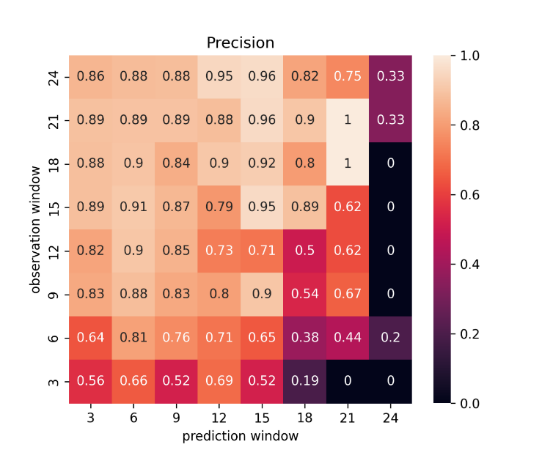 Precision
24 0.86 0.88 0.88 0.95 0.96 0.82 0.75 0.33
21 0.89 0.89 0.89 0.88 0.96 0.9 1 0.33
18 0.88 0.9 0.84 0.9 0.92 0.8 1 0
15 0.89 0.91 0.87 0.79 0.95 0.89 0.62 0
12 0.82 0.9 0.85 0.73 0.71 0.5 0.62 0
9 0.83 0.88 0.83 0.8 0.9 0.54 0.67 0
6 0.64 0.81 0.76 0.71 0.65 0.38 0.44 0.2
3 0.56 0.66 0.52 0.69 0.52 0.19 0 0
3 6 9 12 15 18 21 24
prediction window
observation window
1.0
0.8
0.6
0.4
0.2
0.0